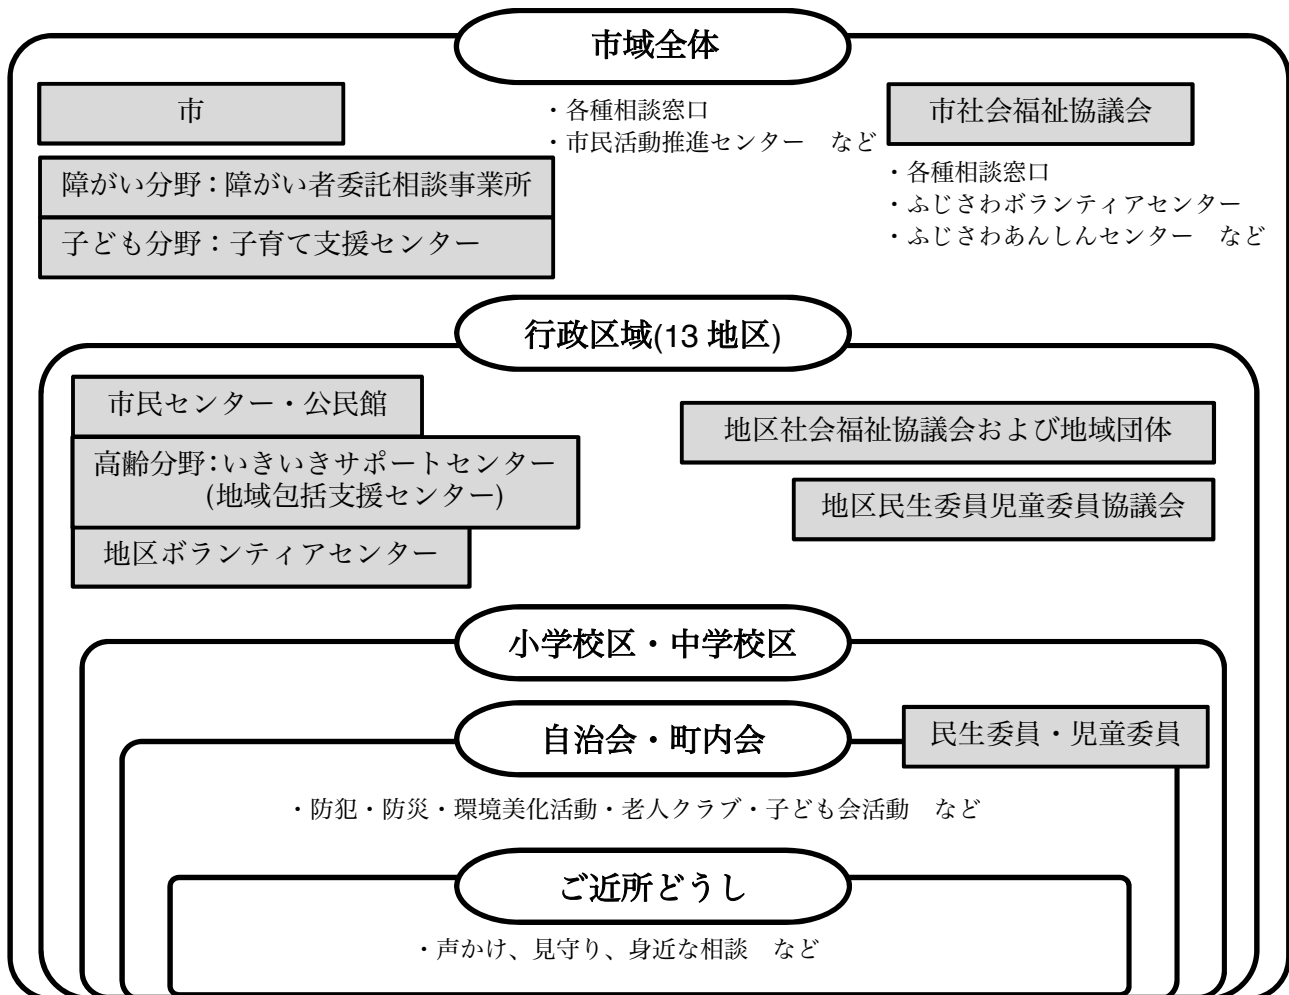 市域全体
市
・各種相談窓口
・市民活動推進センター　など
市社会福祉協議会
・各種相談窓口
・ふじさわボランティアセンター
・ふじさわあんしんセンター　など
障がい分野：障がい者委託相談事業所
子ども分野：子育て支援センター
行政区域(13 地区)
市民センター・公民館
高齢分野：いきいきサポートセンター
(地域包括支援センター)
地区ボランティアセンター
地区社会福祉協議会および地域団体
地区民生委員児童委員協議会
小学校区・中学校区
自治会・町内会
民生委員・児童委員
・防犯・防災・環境美化活動・老人クラブ・子ども会活動　など
ご近所どうし
・声かけ、見守り、身近な相談　など